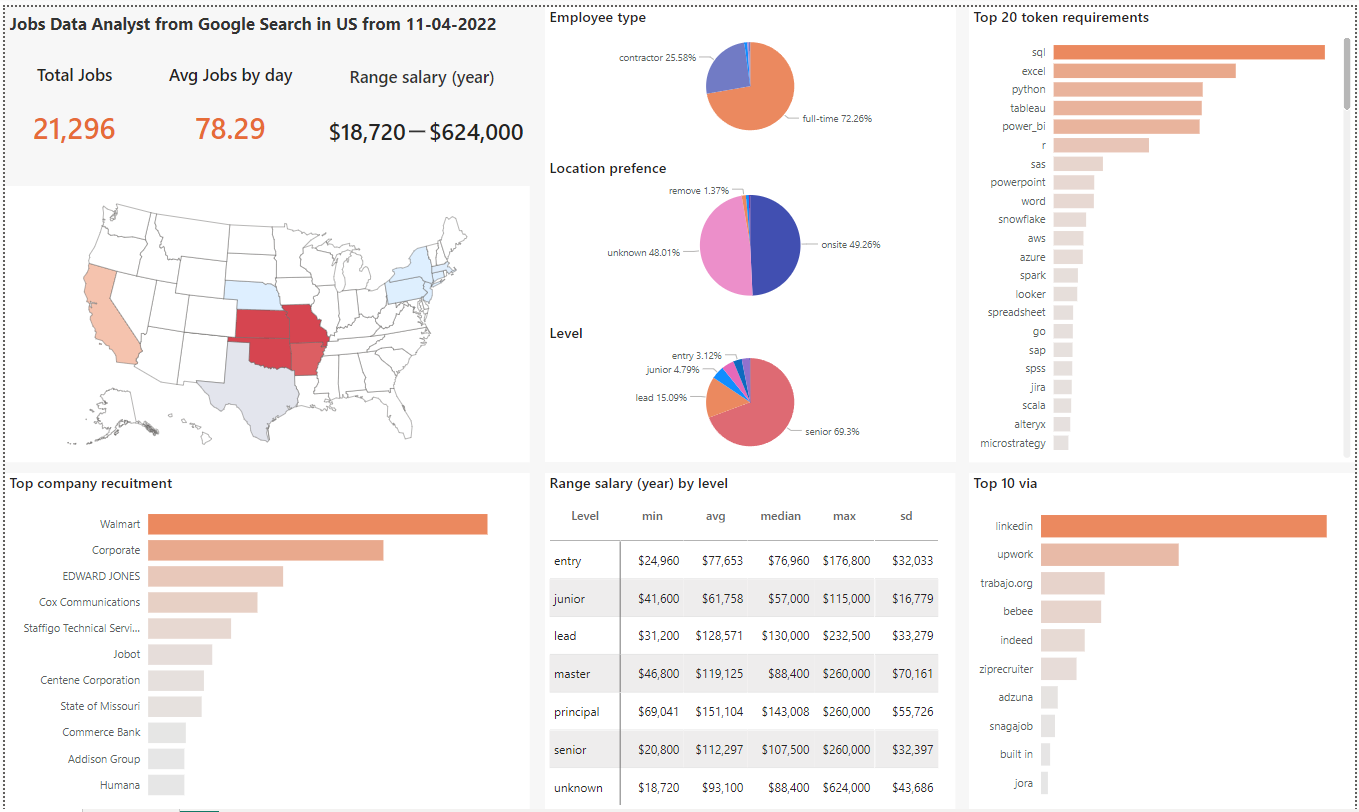 Jobs Data Analyst from Google Search in US from 11-04-2022
Total Jobs
Avg Jobs by day
Range salary (year)
21,296
78.29
$18,720—$624,000
Employee type
contractor 25.58%
full-time 72.26%
Location prefence
remove 1.37%
unknown 48.01%
onsite 49.26%
Level
entry 3.12%
junior 4.79%
lead 15.09%
senior 69.3%
Top 20 token requirements
sql
excel
python
tableau
power_bi
r
sas
powerpoint
word
snowflake
aws
azure
spark
looker
spreadsheet
go
sap
spss
jira
scala
alteryx
microstrategy
Top company recuitment
Walmart
Corporate
EDWARD JONES
Cox Communications
Staffigo Technical Servi...
Jobot
Centene Corporation
State of Missouri
Commerce Bank
Addison Group
Humana
Range salary (year) by level
Level min avg median max sd
entry $24,960 $77,653 $76,960 $176,800 $32,033
junior $41,600 $61,758 $57,000 $115,000 $16,779
lead $31,200 $128,571 $130,000 $232,500 $33,279
master $46,800 $119,125 $88,400 $260,000 $70,161
principal $69,041 $151,104 $143,008 $260,000 $55,726
senior $20,800 $112,297 $107,500 $260,000 $32,397
unknown $18,720 $93,100 $88,400 $624,000 $43,686
Top 10 via
linkedin
upwork
trabajo.org
bebee
indeed
ziprecruiter
adzuna
snagajob
built in
jora